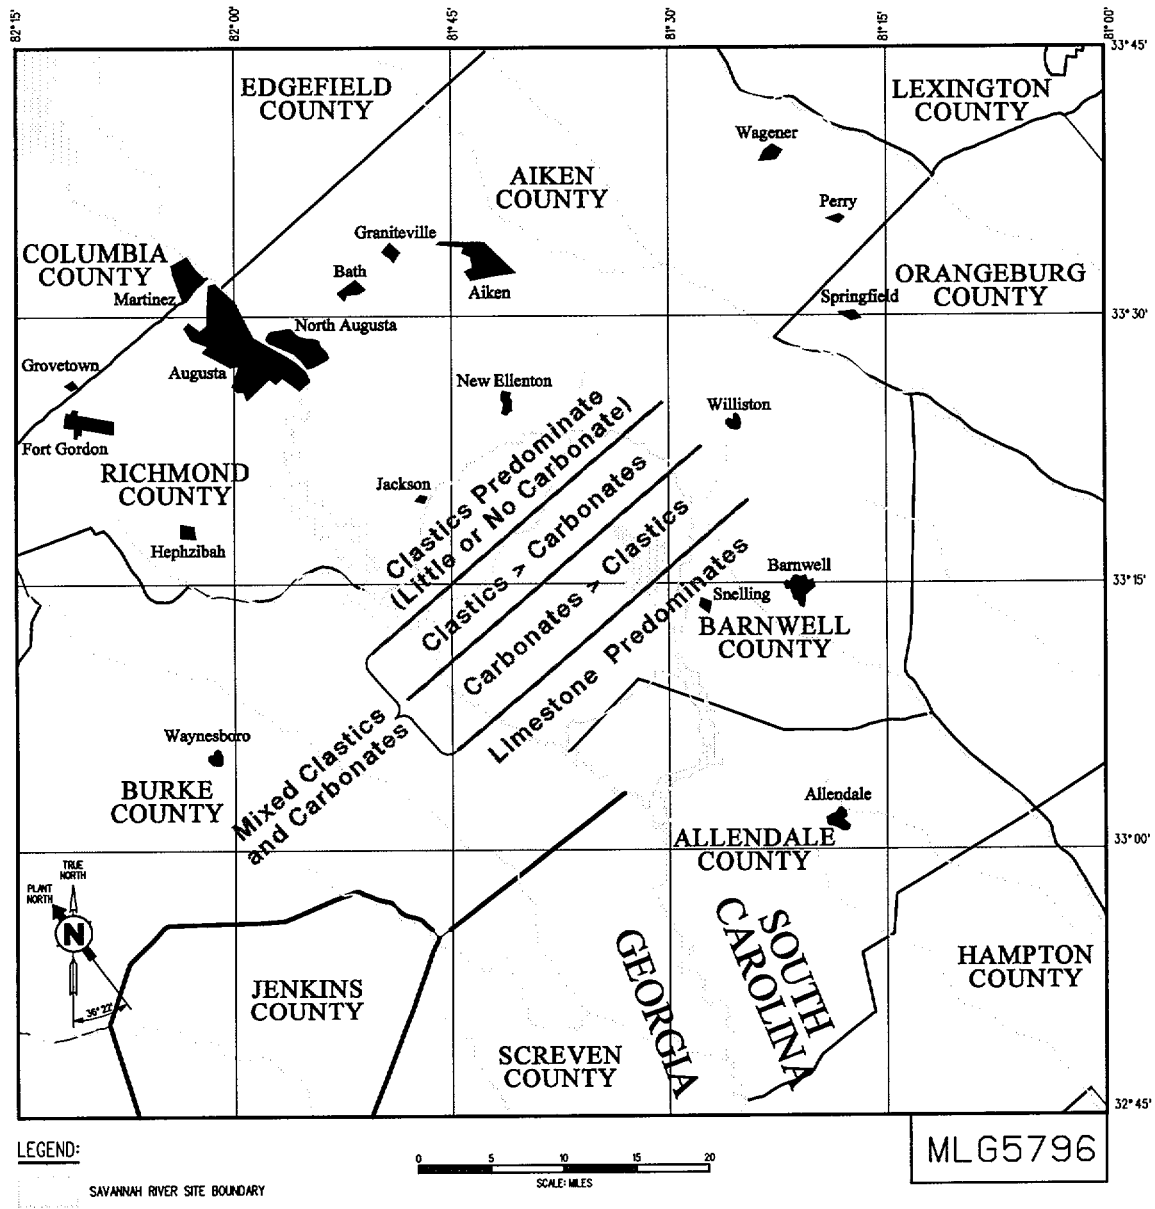 82° 15'
82° 00'
81° 45'
81° 30'
81° 15'
81° 00'
33° 45'
EDGEFIELD
COUNTY
LEXINGTON
COUNTY
Wagener
AIKEN
COUNTY
Perry
Graniteville
COLUMBIA
COUNTY
Bath
Aiken
Martinez
ORANGEBURG
COUNTY
Springfield
33° 30'
North Augusta
Grovetown
Augusta
New Ellenton
Williston
Fort Gordon
RICHMOND
COUNTY
Jackson
Hephzibah
Clastics Predominate
(Little or No Carbonate)
Clastics > Carbonates
Carbonates > Clastics
Limestone Predominates
Mixed Clastics
and Carbonates
Barnwell
33° 15'
Snelling
BARNWELL
COUNTY
Waynesboro
BURKE
COUNTY
Allendale
ALLENDALE
COUNTY
33° 00'
TRUE
NORTH
PLANT
NORTH
N
36° 22'
JENKINS
COUNTY
GEORGIA
SOUTH
CAROLINA
HAMPTON
COUNTY
SCREVEN
COUNTY
32° 45'
LEGEND:
SAVANNAH RIVER SITE BOUNDARY
0 5 10 15 20
SCALE: MILES
MLG5796